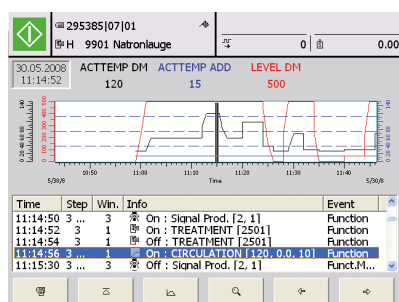 295385|07|01
H 9901 Natronlauge 0 0.00
30.05.2008 ACTTEMP DM ACTTEMP ADD LEVEL DM
11:14:52 120 15 500
10:50 11:00 11:10 11:20 11:30 11:40
5/30/8 Time 5/30/8
Time Step Win. Info Event
11:14:50 3 ... 3 On : Signal Prod. [2, 1] Function
11:14:52 3 1 On : TREATMENT [2501] Function
11:14:54 3 1 Off : TREATMENT [2501] Function
11:14:56 3 ... 1 On : CIRCULATION [120, 0.0, 10] Function
11:15:30 3 ... 3 Off : Signal Prod. [2, 1] Funct.M...